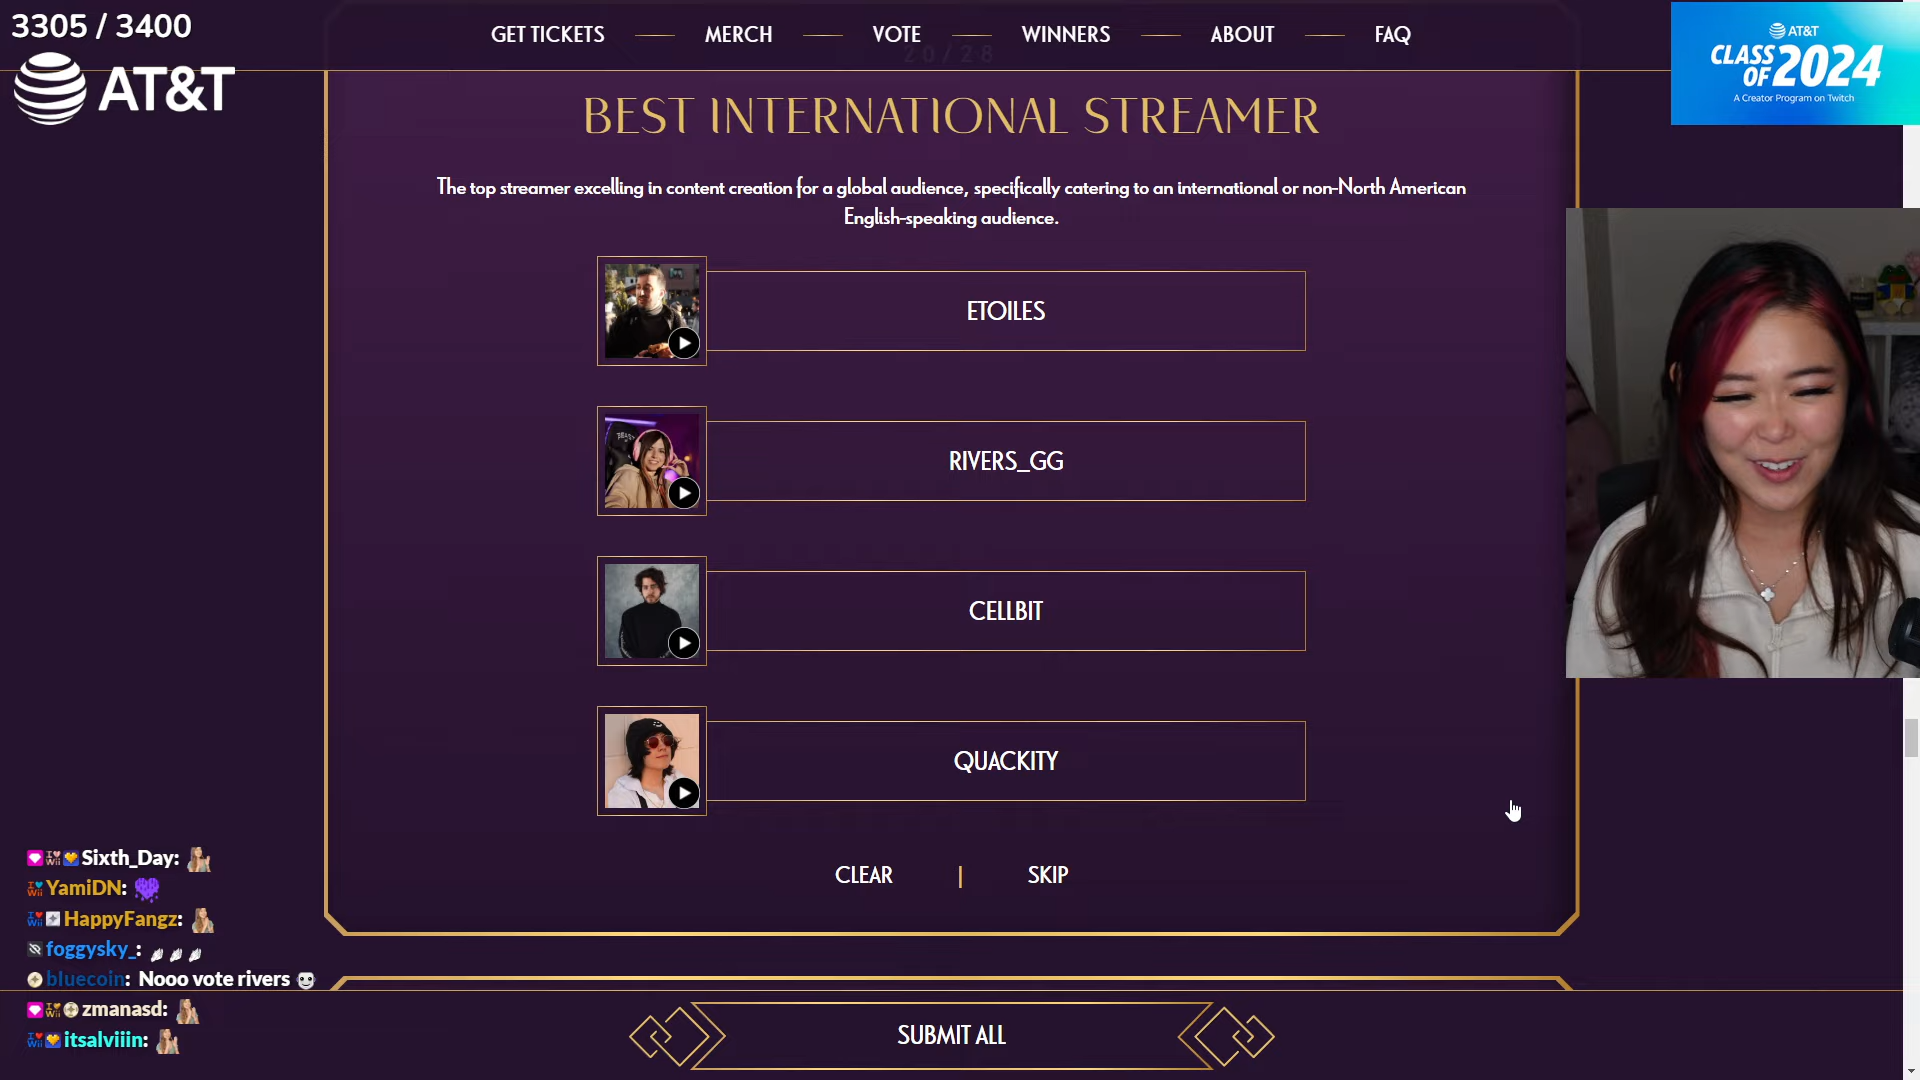 3305 / 3400
AT&T
GET TICKETS
MERCH
VOTE
WINNERS
ABOUT
FAQ
20/28
AT&T
CLASS
OF 2024
A Creator Program on Twitch
BEST INTERNATIONAL STREAMER
The top streamer excelling in content creation for a global audience, specifically catering to an international or non-North American
English-speaking audience.
ETOILES
RIVERS_GG
CELLBIT
QUACKITY
CLEAR | SKIP
Sixth_Day:
YamiDN:
HappyFangz:
foggysky_:
bluecoin: Nooo vote rivers
zmanasd:
itsalviiin:
SUBMIT ALL